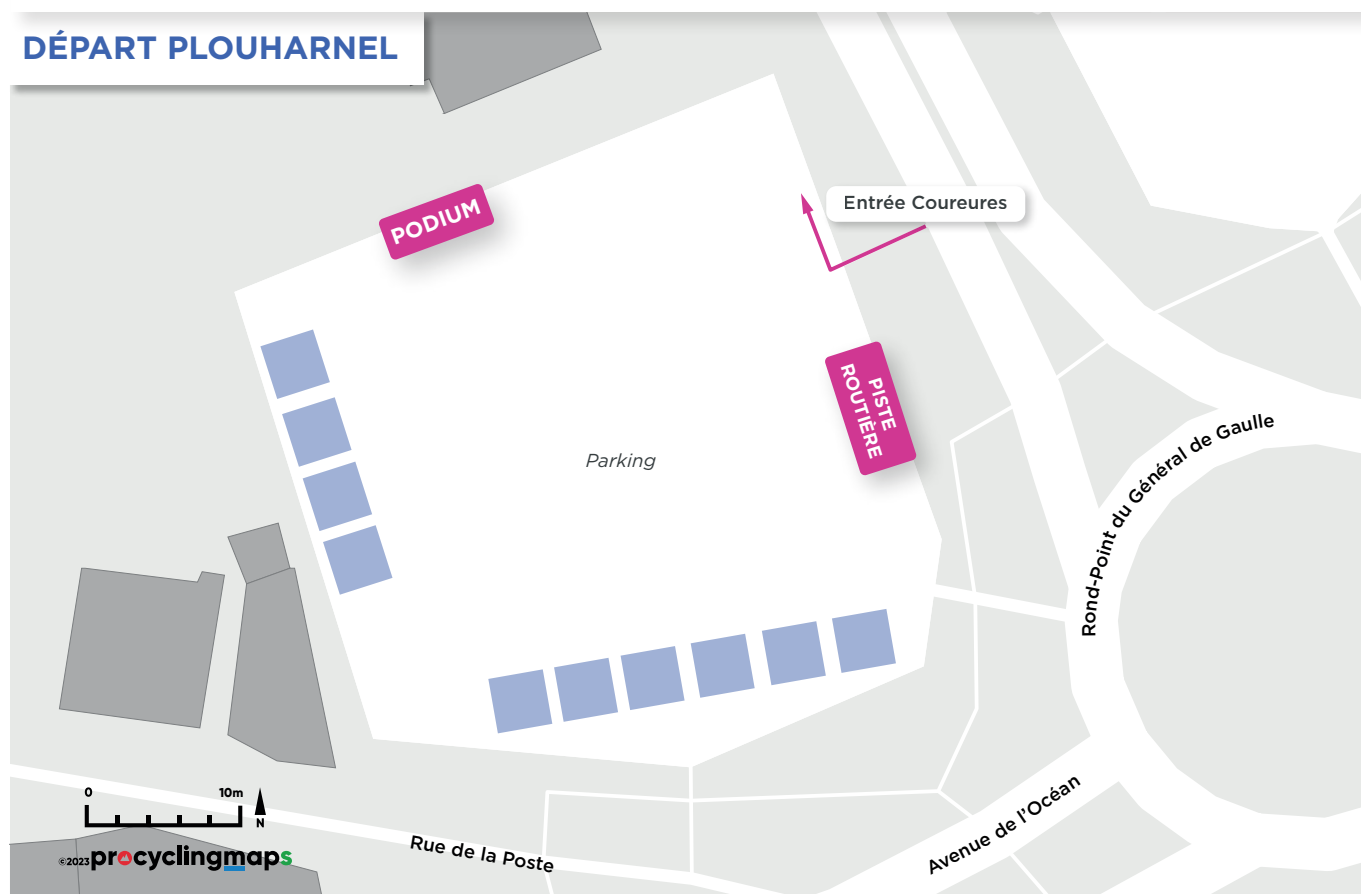 DÉPART PLOUHARNEL
PODIUM
Entrée Coureures
PISTE
ROUTIÈRE
Parking
Rond-Point du Général de Gaulle
Avenue de l'Océan
Rue de la Poste
0 10m
N
©2023 procyclingmaps